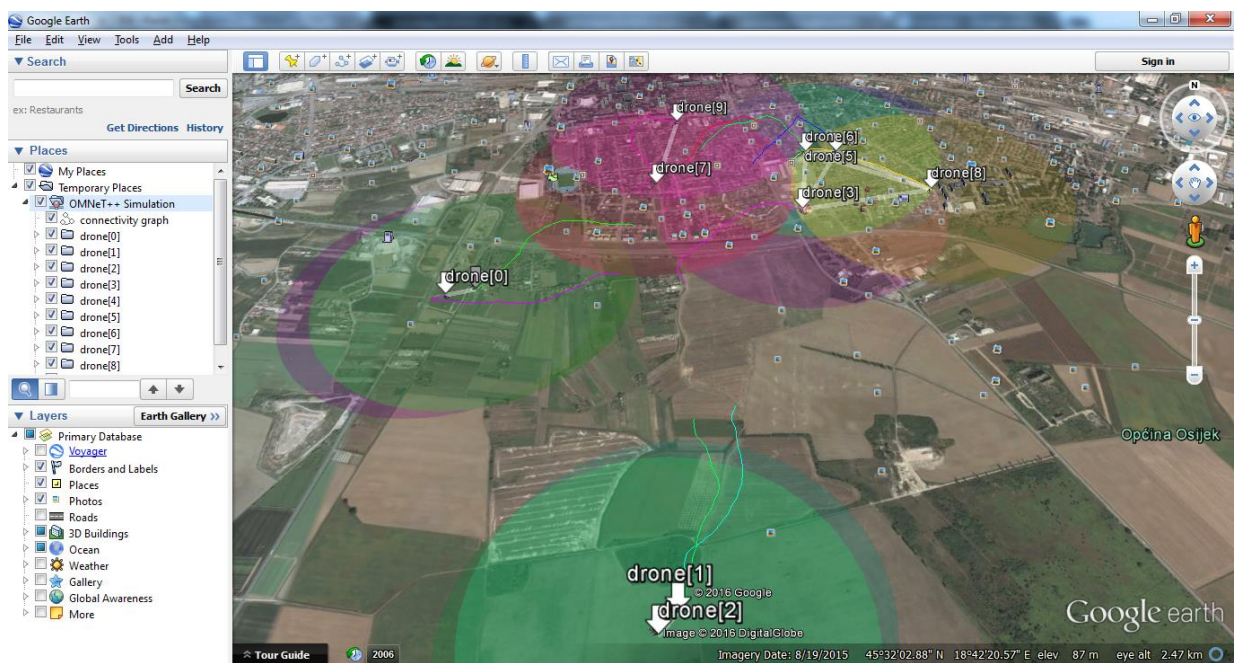 Google Earth
File Edit View Tools Add Help
Search
Search
ex: Restaurants
Get Directions History
Places
My Places
Temporary Places
OMNeT++ Simulation
connectivity graph
drone[0]
drone[1]
drone[2]
drone[3]
drone[4]
drone[5]
drone[6]
drone[7]
drone[8]
Layers
Earth Gallery >>
Primary Database
Voyager
Borders and Labels
Places
Photos
Roads
3D Buildings
Ocean
Weather
Gallery
Global Awareness
More
Sign in
N
drone[9]
drone[6]
drone[5]
drone[7]
drone[8]
drone[3]
drone[0]
Općina Osijek
drone[1]
© 2016 Google
drone[2]
Image © 2016 DigitalGlobe
Google earth
Tour Guide 2006 Imagery Date: 8/19/2015 45°32'02.88" N 18°42'20.57" E elev 87 m eye alt 2.47 km